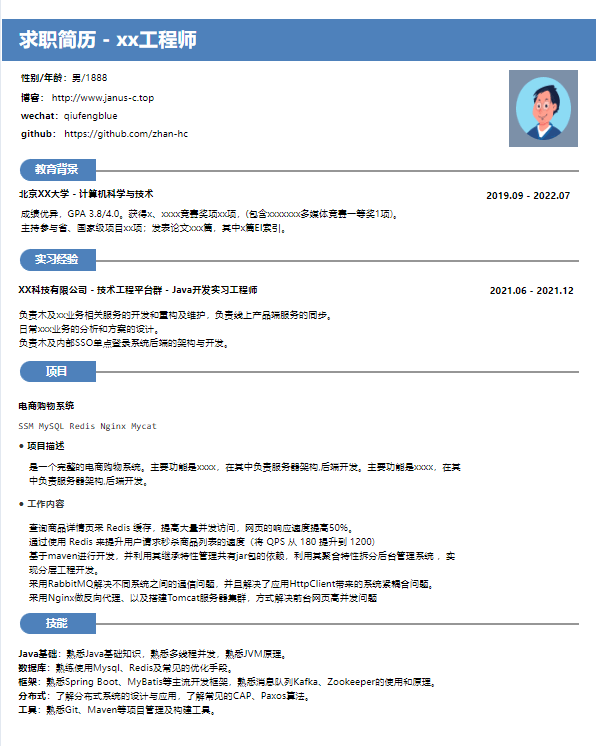 求职简历 - xx工程师
性别/年龄：男/1888
博客： http://www.janus-c.top
wechat：qiufengblue
github： https://github.com/zhan-hc
教育背景
北京XX大学 - 计算机科学与技术 2019.09 - 2022.07
成绩优异，GPA 3.8/4.0。获得x、xxxx竞赛奖项xx项，(包含xxxxxxx多媒体竞赛一等奖1项)。
主持参与省、国家级项目xx项；发表论文xxx篇，其中x篇EI索引。
实习经验
XX科技有限公司 - 技术工程平台群 - Java开发实习工程师 2021.06 - 2021.12
负责木及xx业务相关服务的开发和重构及维护，负责线上产品端服务的同步。
日常xxx业务的分析和方案的设计。
负责木及内部SSO单点登录系统后端的架构与开发。
项目
电商购物系统
SSM MySQL Redis Nginx Mycat
● 项目描述
是一个完整的电商购物系统。主要功能是xxxx，在其中负责服务器架构,后端开发。主要功能是xxxx，在其
中负责服务器架构,后端开发。
● 工作内容
查询商品详情页采 Redis 缓存，提高大量并发访问，网页的响应速度提高50%。
通过使用 Redis 来提升用户请求秒杀商品列表的速度（将 QPS 从 180 提升到 1200）
基于maven进行开发，并利用其继承特性管理共有jar包的依赖，利用其聚合特性拆分后台管理系统，实
现分层工程开发。
采用RabbitMQ解决不同系统之间的通信问题，并且解决了应用HttpClient带来的系统紧耦合问题。
采用Nginx做反向代理、以及搭建Tomcat服务器集群，方式解决前台网页高并发问题
技能
Java基础：熟悉Java基础知识，熟悉多线程并发，熟悉JVM原理。
数据库：熟练使用Mysql、Redis及常见的优化手段。
框架：熟悉Spring Boot、MyBatis等主流开发框架，熟悉消息队列Kafka、Zookeeper的使用和原理。
分布式：了解分布式系统的设计与应用，了解常见的CAP、Paxos算法。
工具：熟悉Git、Maven等项目管理及构建工具。